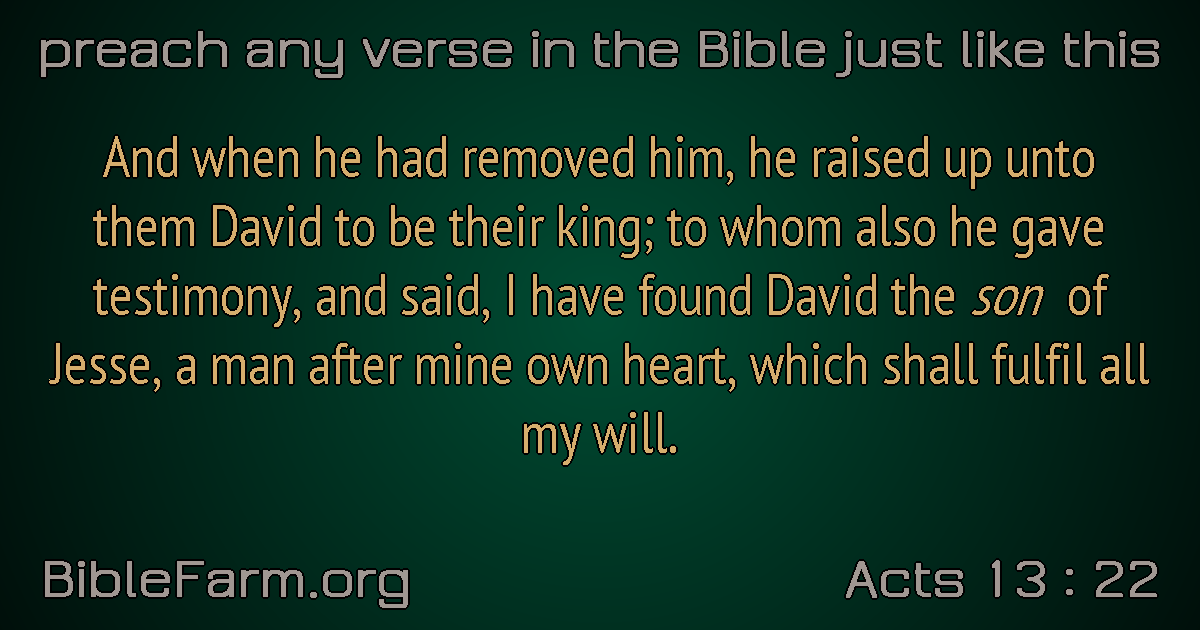 preach any verse in the Bible just like this
And when he had removed him, he raised up unto
them David to be their king; to whom also he gave
testimony, and said, I have found David the son of
Jesse, a man after mine own heart, which shall fulfil all
my will.
BibleFarm.org
Acts 13 : 22